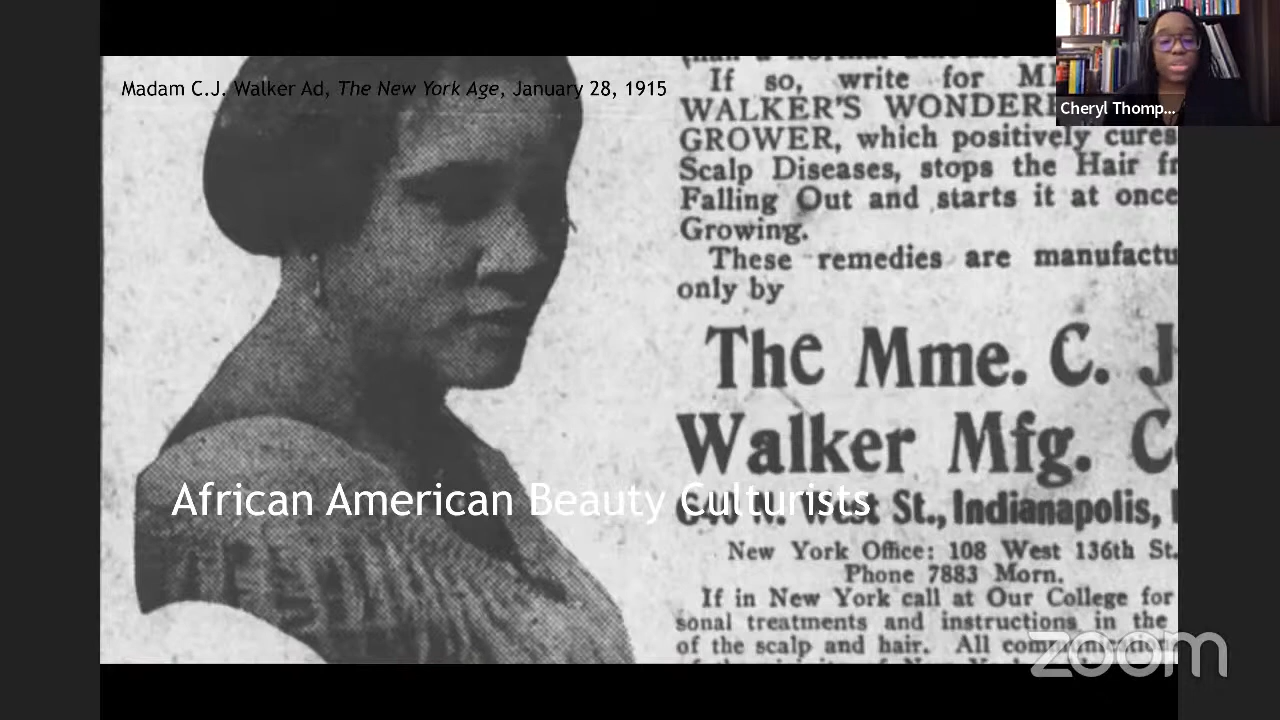 Madam C.J. Walker Ad, The New York Age, January 28, 1915
If so, write for
WALKER'S
GROWER, which positively cures
Scalp Diseases, stops the Hair
Falling Out and starts it at once
Growing.
These remedies are
only by
The Mme. C. J
Walker Mfg.
African American Beauty Culturists
West St., Indianapolis,
New York Office: 108 West 136th St.
Phone 7883 Morn.
If in New York call at Our College for
sonal treatments and instructions in the
of the scalp and hair. All
Cheryl Thomp...
zoom